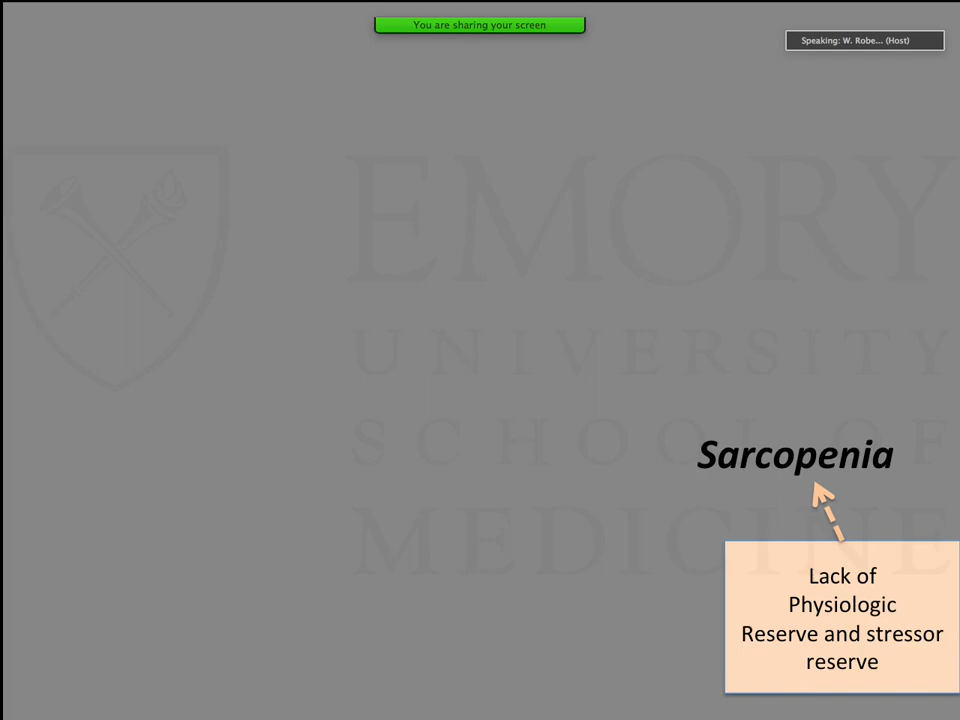 You are sharing your screen
Speaking: W. Robe... (Host)
EMORY
UNIVERSITY
SCHOOL OF
MEDICINE
Sarcopenia
Lack of
Physiologic
Reserve and stressor
reserve